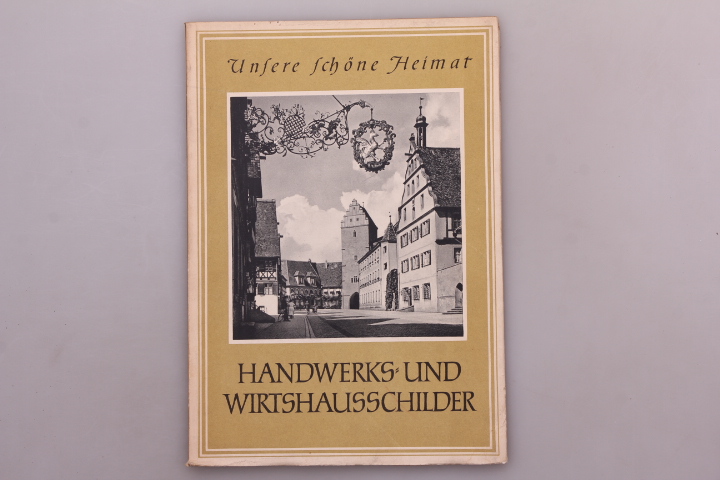 Unſere ſchöne Heimat
HANDWERKS- UND
WIRTSHAUSSCHILDER